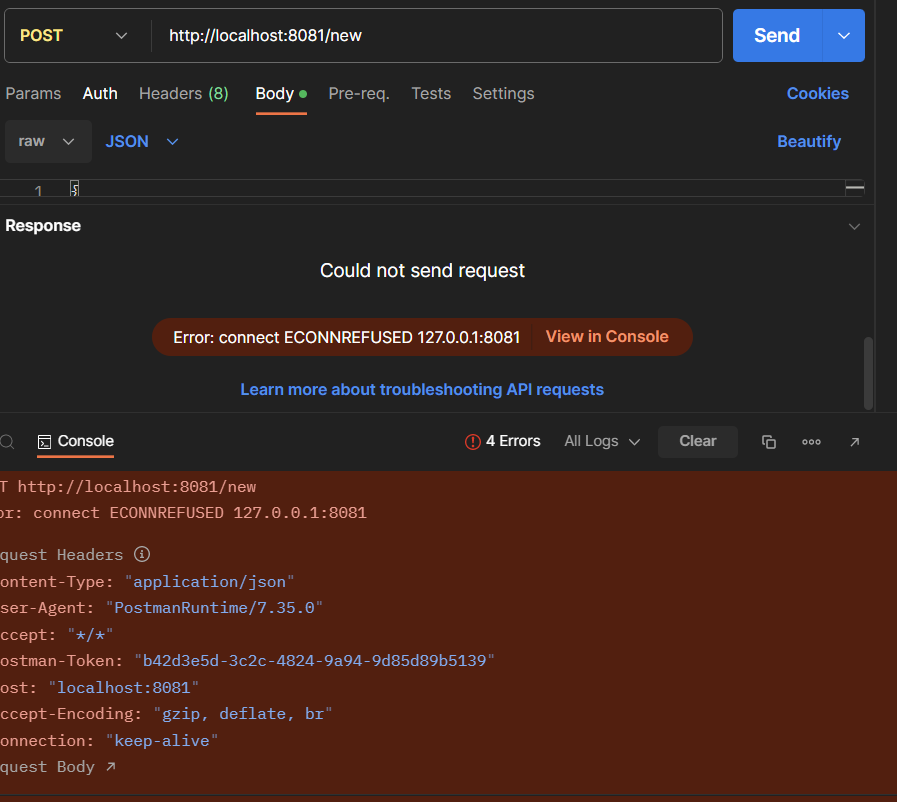 POST http://localhost:8081/new Send
Params Auth Headers (8) Body Pre-req. Tests Settings Cookies
raw JSON Beautify
1 {
Response
Could not send request
Error: connect ECONNREFUSED 127.0.0.1:8081 View in Console
Learn more about troubleshooting API requests
Console 4 Errors All Logs Clear
T http://localhost:8081/new
or: connect ECONNREFUSED 127.0.0.1:8081
quest Headers
ontent-Type: "application/json"
ser-Agent: "PostmanRuntime/7.35.0"
ccept: "*/*"
ostman-Token: "b42d3e5d-3c2c-4824-9a94-9d85d89b5139"
ost: "localhost:8081"
ccept-Encoding: "gzip, deflate, br"
onnection: "keep-alive"
quest Body